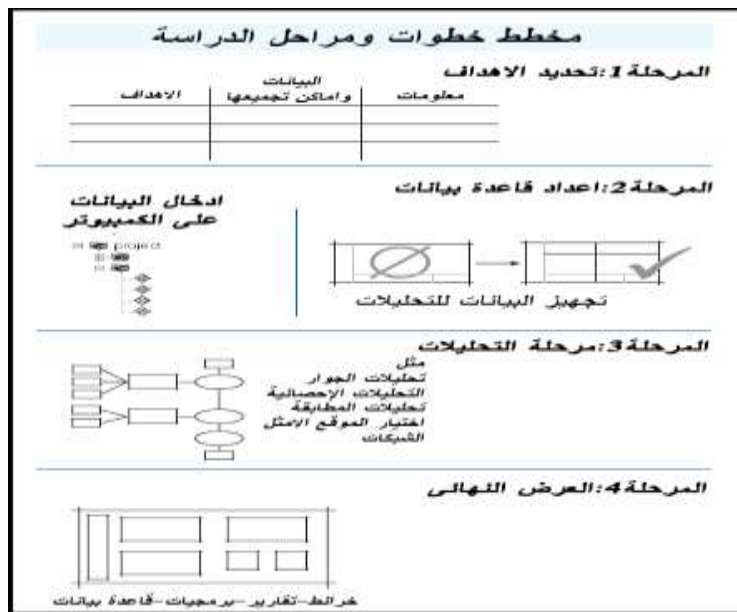 مخطط خطوات ومراحل الدراسة
المرحلة 1:تحديد الاهداف
معلومات
البيانات
واماكن تجميعها
الاهداف
المرحلة 2:اعداد قاعدة بيانات
ادخال البيانات
على الكمبيوتر
project
تجهيز البيانات للتحليلات
المرحلة 3:مرحلة التحليلات
مثل
تحليلات الجوار
التحليلات الإحصائية
تحليلات المطابقة
اختيار الموقع الامثل
الشبكات
المرحلة 4:العرض النهائى
خرائط-تقارير-برمجيات-قاعدة بيانات